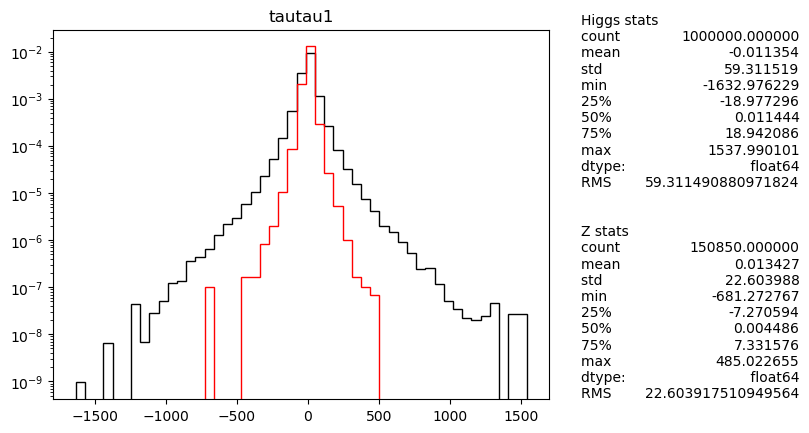 tautau1
10⁻²
10⁻³
10⁻⁴
10⁻⁵
10⁻⁶
10⁻⁷
10⁻⁸
10⁻⁹
−1500 −1000 −500 0 500 1000 1500
Higgs stats
count 1000000.000000
mean -0.011354
std 59.311519
min -1632.976229
25% -18.977296
50% 0.011444
75% 18.942086
max 1537.990101
dtype: float64
RMS 59.311490880971824
Z stats
count 150850.000000
mean 0.013427
std 22.603988
min -681.272767
25% -7.270594
50% 0.004486
75% 7.331576
max 485.022655
dtype: float64
RMS 22.603917510949564